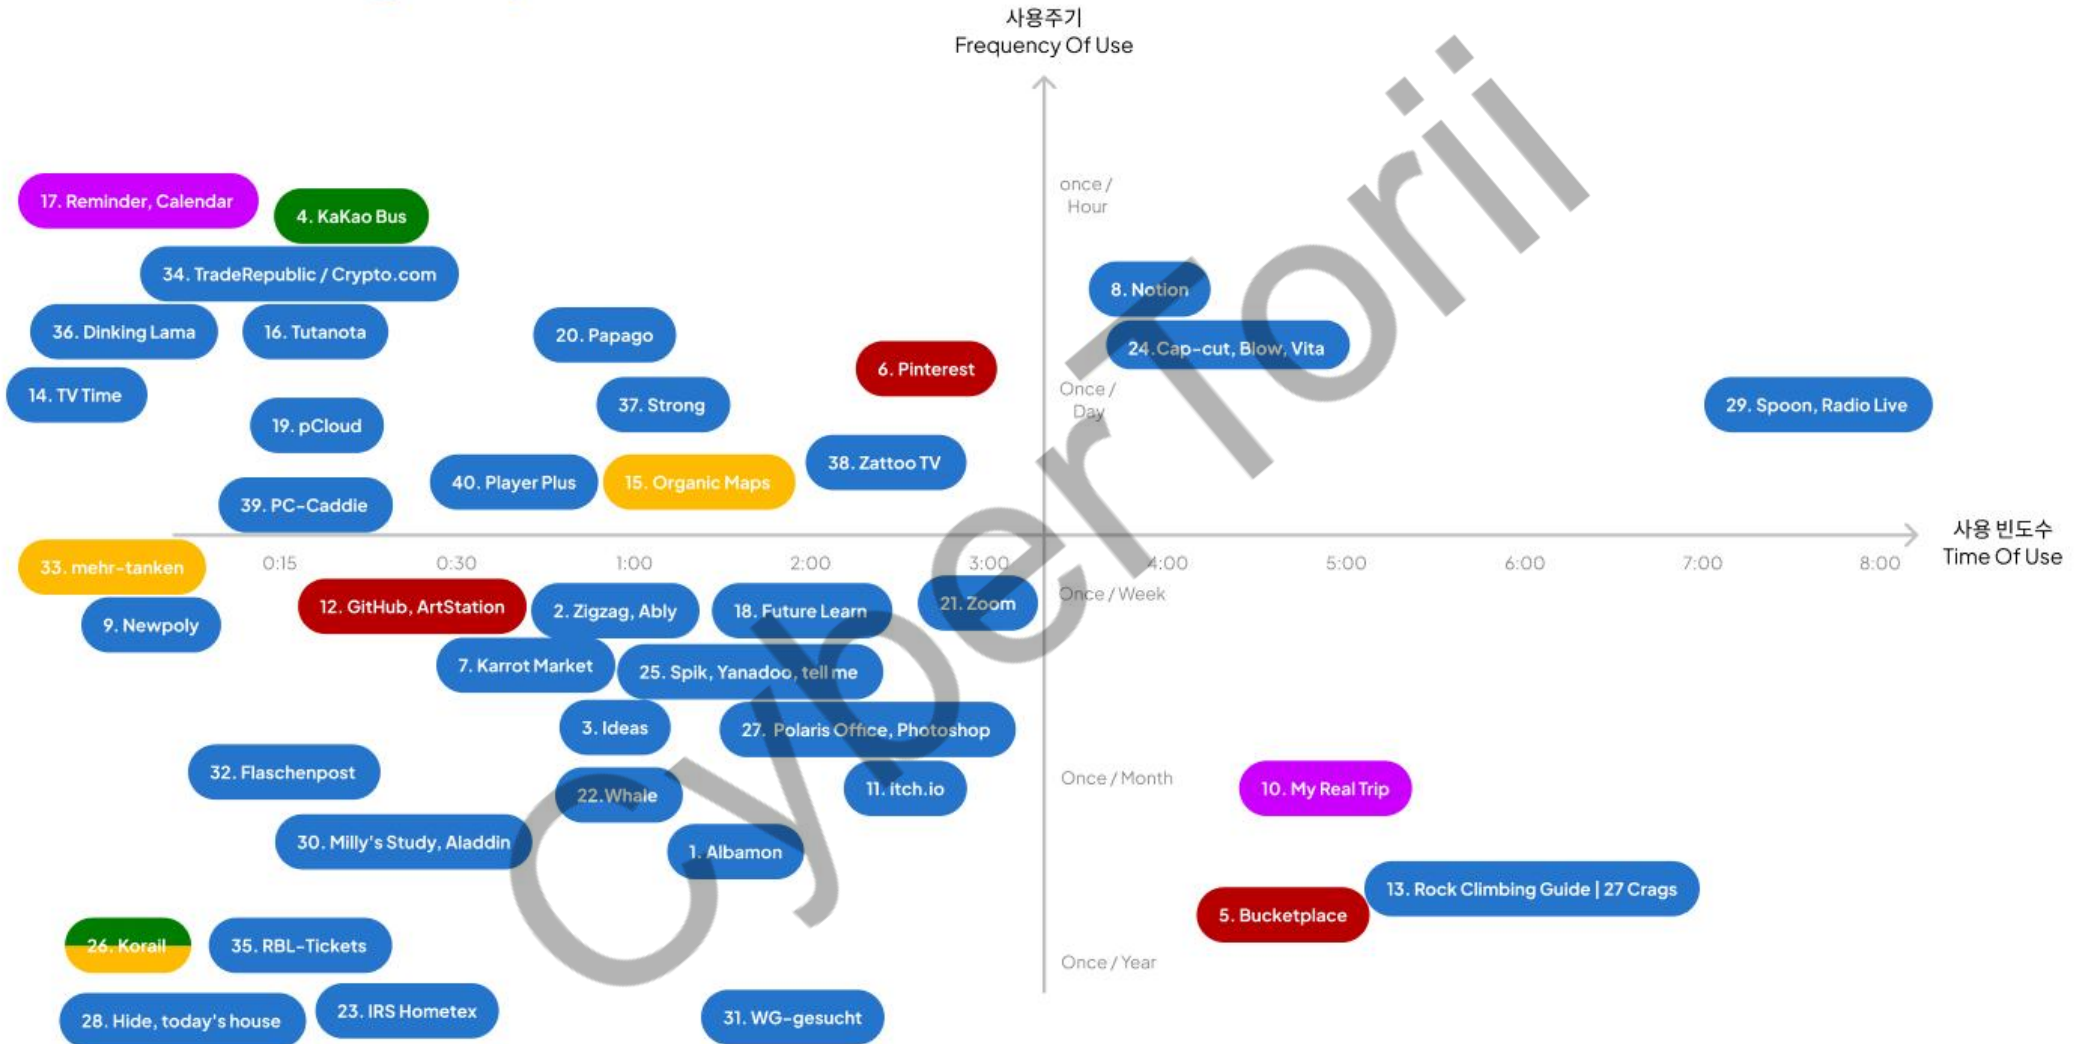 사용주기
Frequency Of Use
once /
Hour
17. Reminder, Calendar
4. KaKao Bus
34. TradeRepublic / Crypto.com
8. Notion
36. Dinking Lama
16. Tutanota
20. Papago
24.Cap-cut, Blow, Vita
6. Pinterest
Once /
Day
14. TV Time
37. Strong
29. Spoon, Radio Live
19. pCloud
38. Zattoo TV
40. Player Plus
15. Organic Maps
39. PC-Caddie
사용 빈도수
Time Of Use
33. mehr-tanken
0:15
0:30
1:00
2:00
3:00
4:00
5:00
6:00
7:00
8:00
Once / Week
12. GitHub, ArtStation
2. Zigzag, Ably
18. Future Learn
21. Zoom
9. Newpoly
7. Karrot Market
25. Spik, Yanadoo, tell me
3. Ideas
27. Polaris Office, Photoshop
32. Flaschenpost
Once / Month
22.Whale
11. itch.io
10. My Real Trip
30. Milly's Study, Aladdin
1. Albamon
13. Rock Climbing Guide | 27 Crags
5. Bucketplace
26. Korail
35. RBL-Tickets
Once / Year
28. Hide, today's house
23. IRS Hometex
31. WG-gesucht
CyberTorii